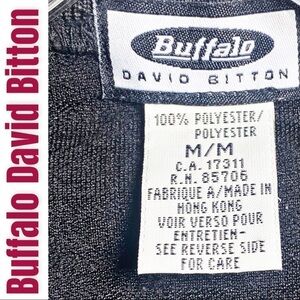 Buffalo David Bitton
Buffalo
DAVID BITTON
100% POLYESTER/
POLYESTER
M/M
C.A. 17311
R.N. 85706
FABRIQUE A/MADE IN
HONG KONG
VOIR VERSO POUR
ENTRETIEN-
SEE REVERSE SIDE
FOR CARE